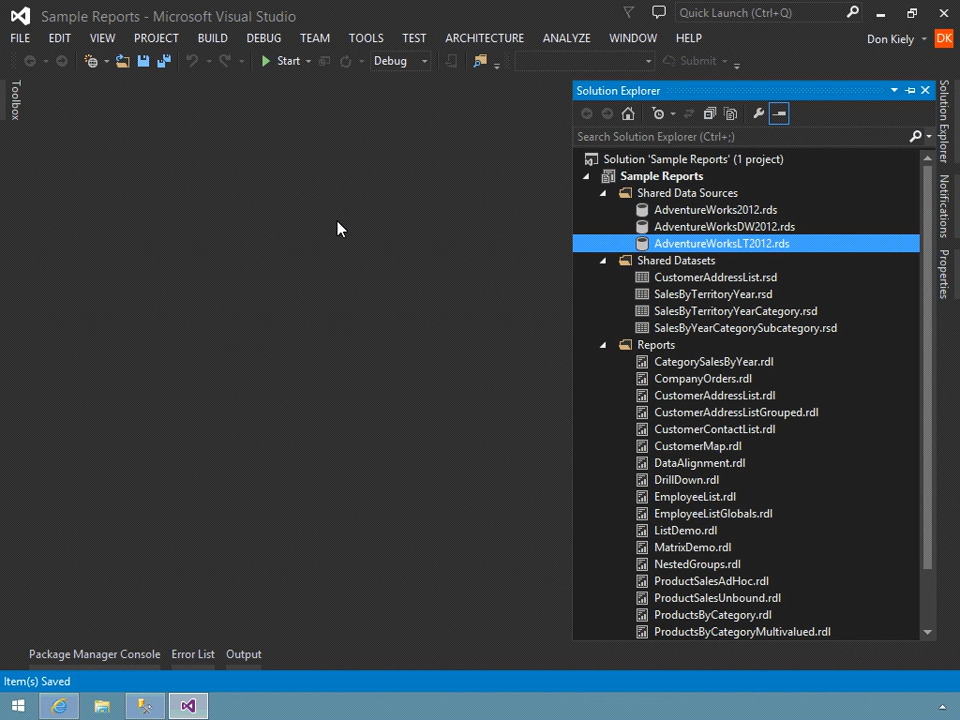 Sample Reports - Microsoft Visual Studio
Quick Launch (Ctrl+Q)
FILE EDIT VIEW PROJECT BUILD DEBUG TEAM TOOLS TEST ARCHITECTURE ANALYZE WINDOW HELP
Don Kiely DK
Start Debug Submit
Toolbox
Solution Explorer
Search Solution Explorer (Ctrl+;)
Solution 'Sample Reports' (1 project)
Sample Reports
Shared Data Sources
AdventureWorks2012.rds
AdventureWorksDW2012.rds
AdventureWorksLT2012.rds
Shared Datasets
CustomerAddressList.rsd
SalesByTerritoryYear.rsd
SalesByTerritoryYearCategory.rsd
SalesByYearCategorySubcategory.rsd
Reports
CategorySalesByYear.rdl
CompanyOrders.rdl
CustomerAddressList.rdl
CustomerAddressListGrouped.rdl
CustomerContactList.rdl
CustomerMap.rdl
DataAlignment.rdl
DrillDown.rdl
EmployeeList.rdl
EmployeeListGlobals.rdl
ListDemo.rdl
MatrixDemo.rdl
NestedGroups.rdl
ProductSalesAdHoc.rdl
ProductSalesUnbound.rdl
ProductsByCategory.rdl
ProductsByCategoryMultivalued.rdl
Solution Explorer
Notifications
Properties
Package Manager Console Error List Output
Item(s) Saved